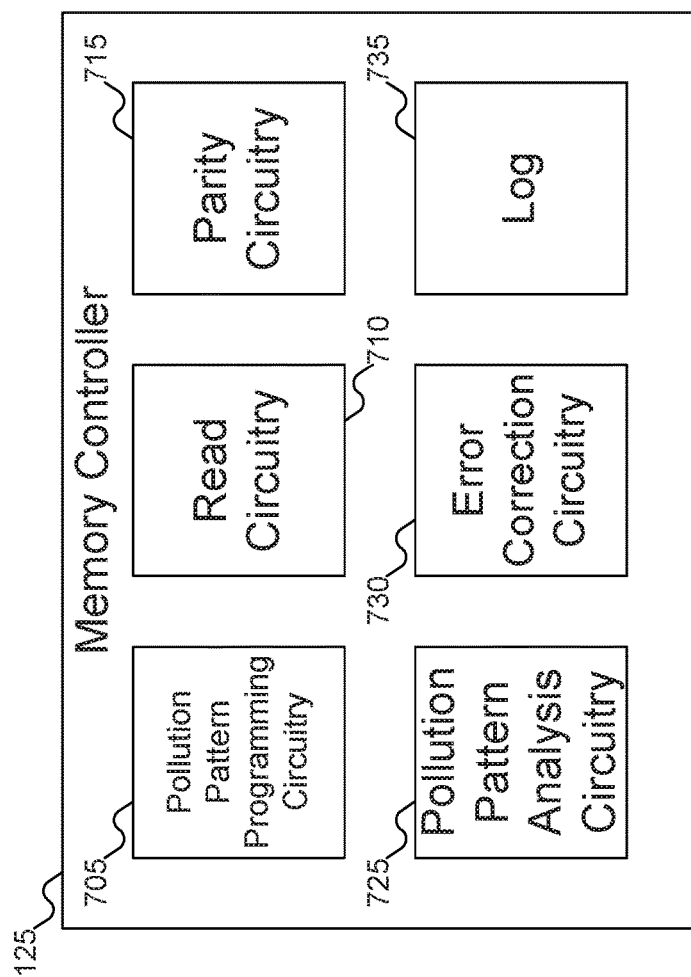 125
Memory Controller
705
Pollution
Pattern
Programming
Circuitry
Read
Circuitry
710
715
Parity
Circuitry
725
Pollution
Pattern
Analysis
Circuitry
730
Error
Correction
Circuitry
735
Log